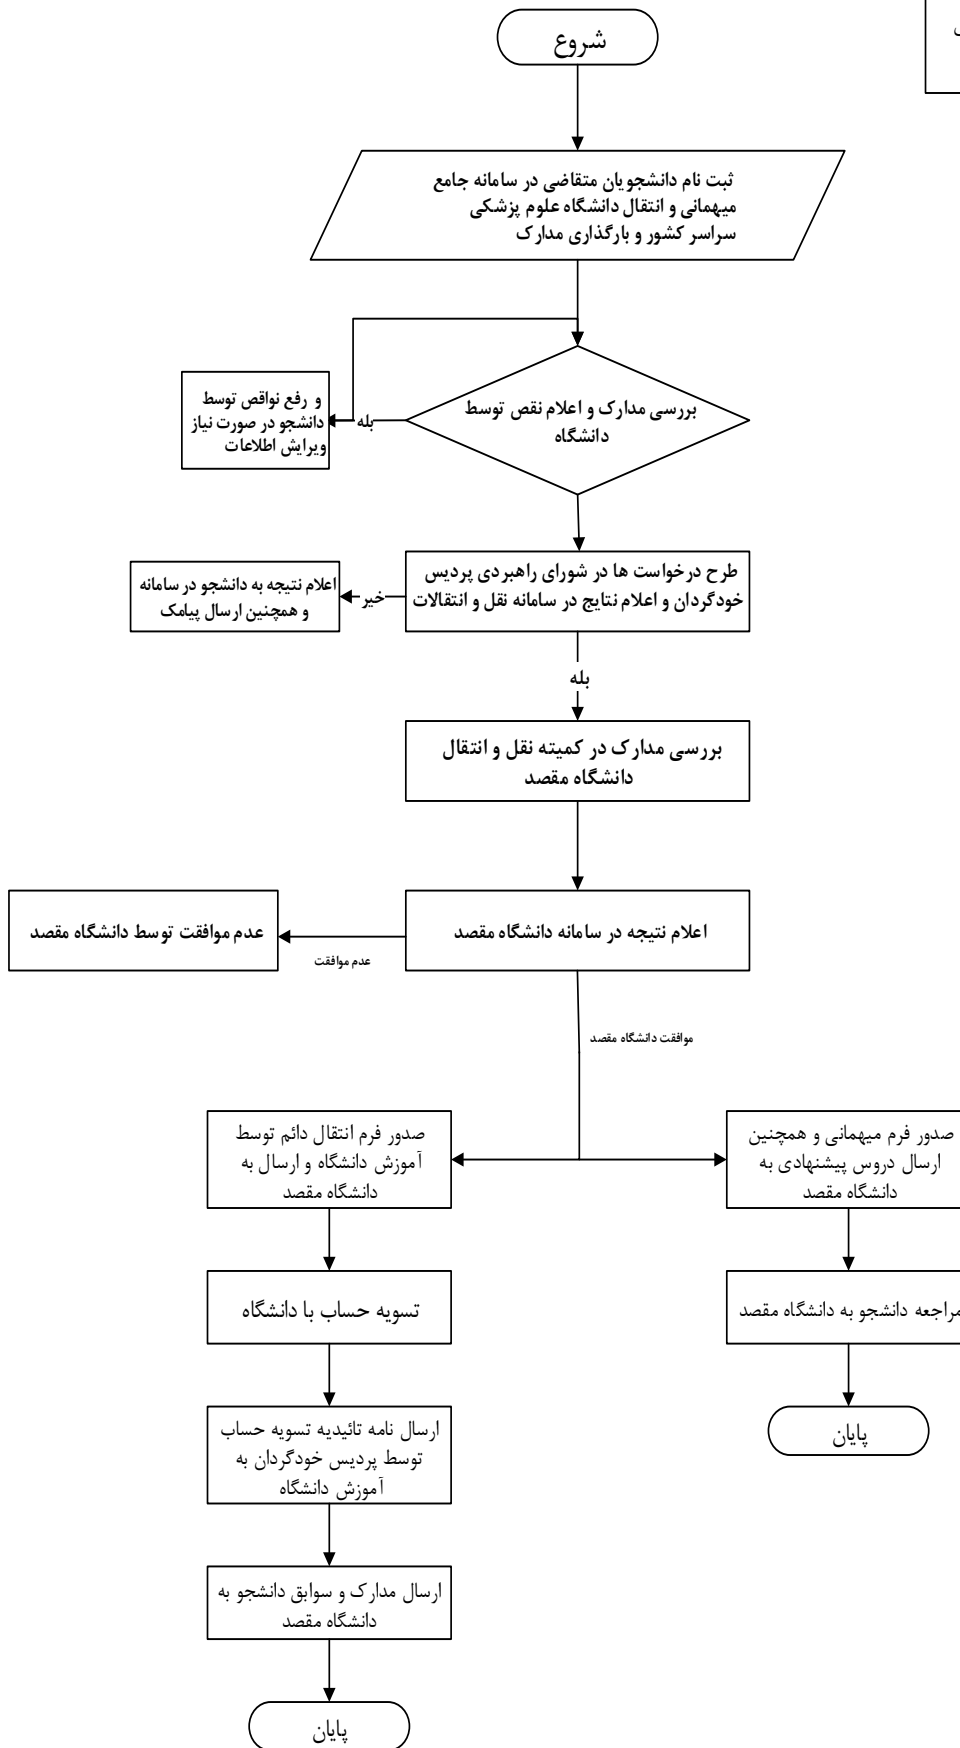 شروع
ثبت نام دانشجویان متقاضی در سامانه جامع
میهمانی و انتقال دانشگاه علوم پزشکی
سراسر کشور و بارگذاری مدارک
بررسی مدارک و اعلام نقص توسط
دانشگاه
بله
و رفع نواقص توسط
دانشجو در صورت نیاز
ویرایش اطلاعات
طرح درخواست ها در شورای راهبردی پردیس
خودگردان و اعلام نتایج در سامانه نقل و انتقالات
خیر
اعلام نتیجه به دانشجو در سامانه
و همچنین ارسال پیامک
بله
بررسی مدارک در کمیته نقل و انتقال
دانشگاه مقصد
اعلام نتیجه در سامانه دانشگاه مقصد
عدم موافقت
عدم موافقت توسط دانشگاه مقصد
موافقت دانشگاه مقصد
صدور فرم میهمانی و همچنین
ارسال دروس پیشنهادی به
دانشگاه مقصد
مراجعه دانشجو به دانشگاه مقصد
پایان
صدور فرم انتقال دائم توسط
آموزش دانشگاه و ارسال به
دانشگاه مقصد
تسویه حساب با دانشگاه
ارسال نامه تائیدیه تسویه حساب
توسط پردیس خودگردان به
آموزش دانشگاه
ارسال مدارک و سوابق دانشجو به
دانشگاه مقصد
پایان